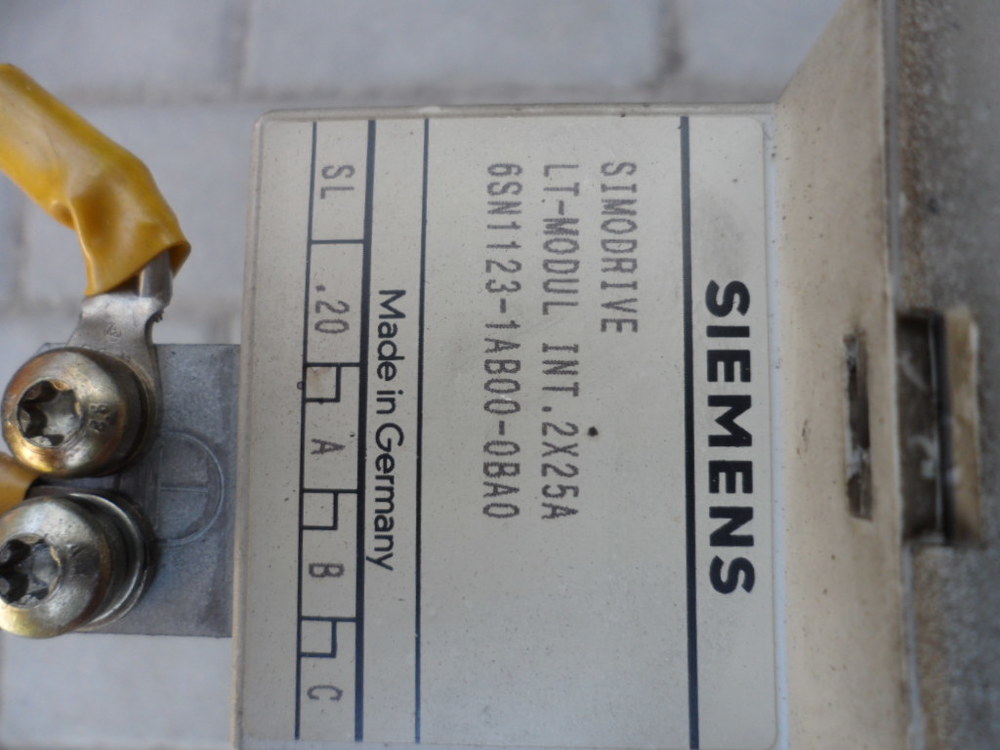 SIEMENS
SIMODRIVE
LT-MODUL INT.2X25A
6SN1123-1AB00-0BA0
Made in Germany
SL .20 A B C